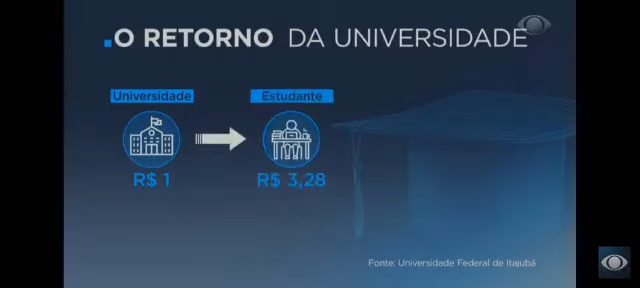 .O RETORNO DA UNIVERSIDADE
Universidade
Estudante
R$ 1
R$ 3,28
Fonte: Universidade Federal de Itajubá